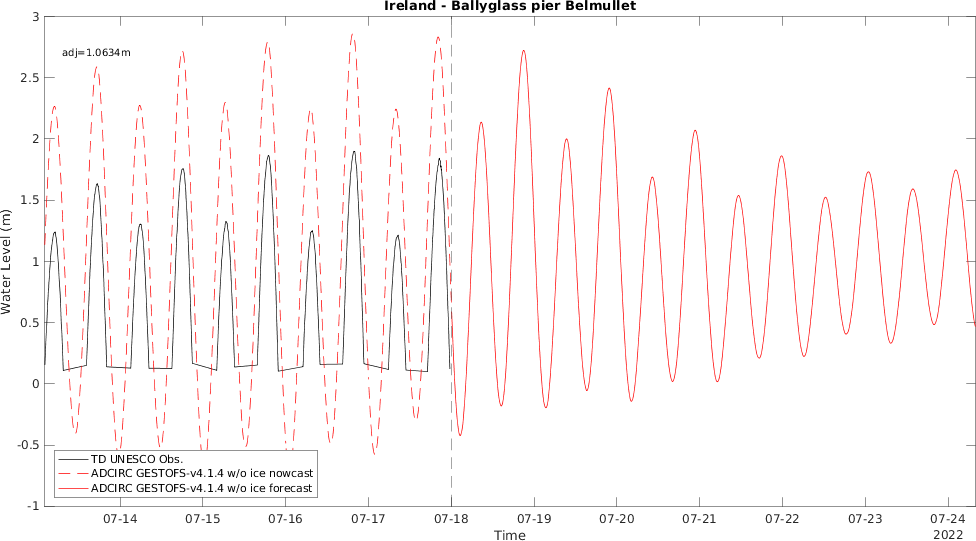 Ireland - Ballyglass pier Belmullet
adj=1.0634m
3
2.5
2
1.5
1
0.5
0
-0.5
-1
Water Level (m)
TD UNESCO Obs.
ADCIRC GESTOFS-v4.1.4 w/o ice nowcast
ADCIRC GESTOFS-v4.1.4 w/o ice forecast
07-14 07-15 07-16 07-17 07-18 07-19 07-20 07-21 07-22 07-23 07-24
2022
Time